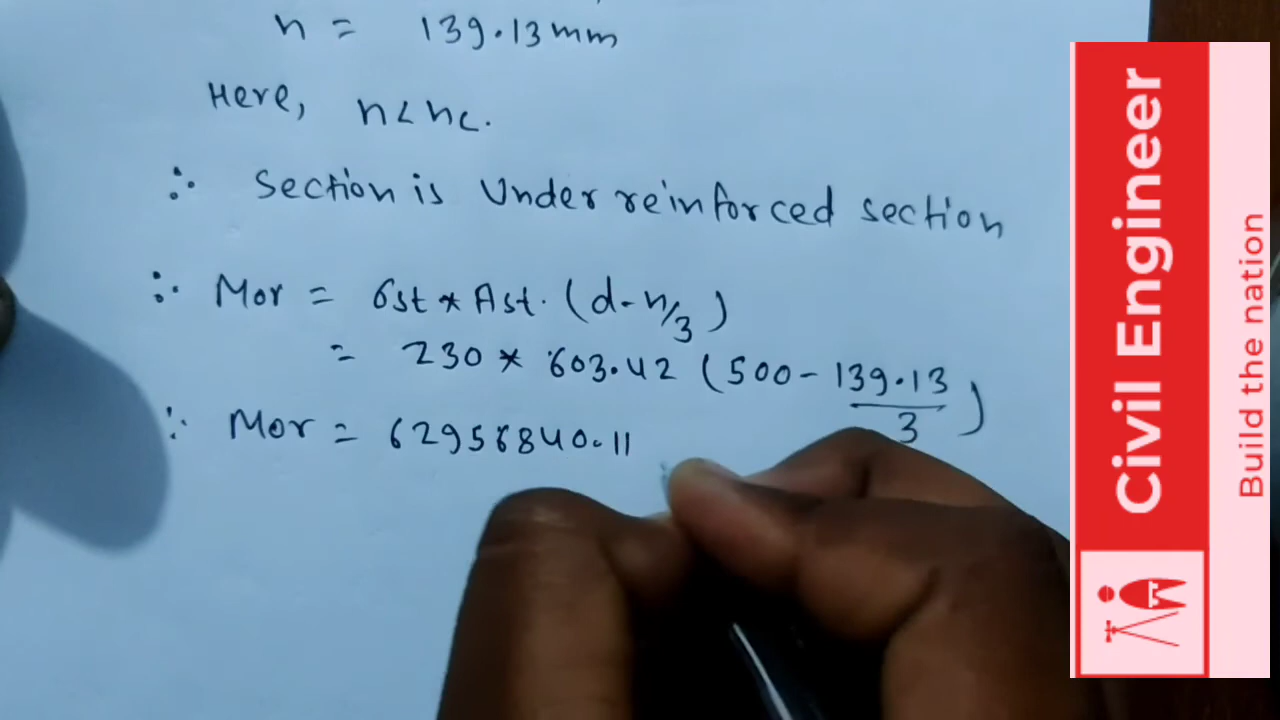 n = 139.13mm
Here, n<nc.
∴ Section is Under reinforced section
∴ Mor = σst * Ast. (d-n/3)
= 230 * 603.42 (500 - 139.13/3)
∴ Mor = 62956840.11
Civil Engineer
Build the nation